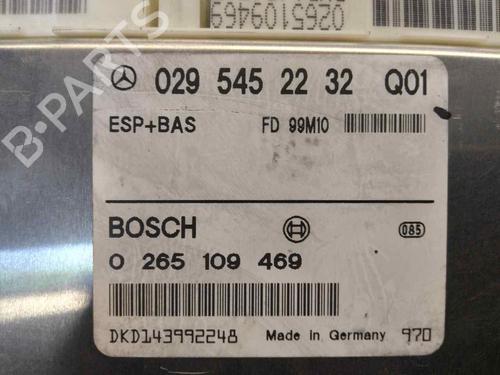 0265109469
029 545 22 32 Q01
ESP+BAS FD 99M10
BOSCH 085
0 265 109 469
DKD143992248 Made in Germany 970